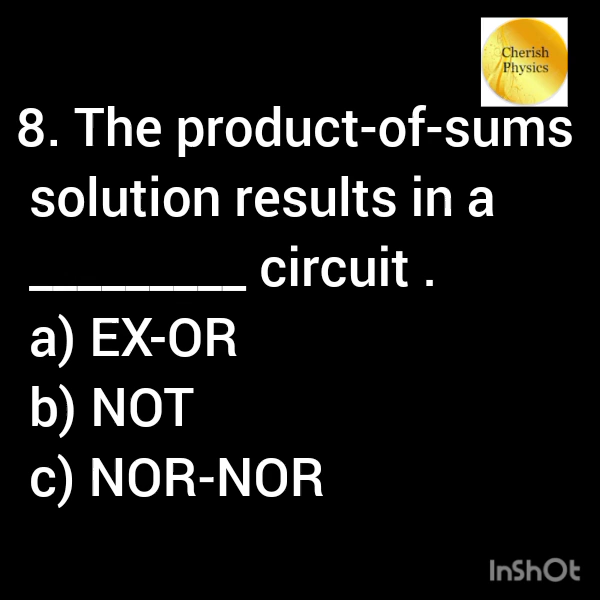 Cherish
Physics
8. The product-of-sums
solution results in a
_________ circuit .
a) EX-OR
b) NOT
c) NOR-NOR
InShOt